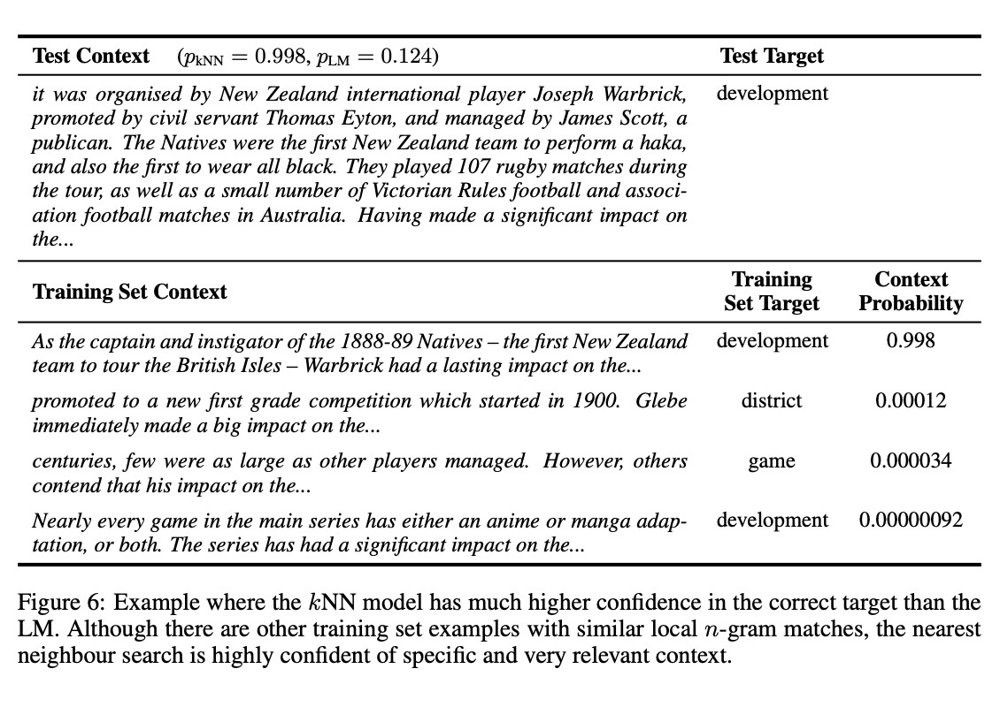 Test Context (pkNN = 0.998, pLM = 0.124) Test Target
it was organised by New Zealand international player Joseph Warbrick, development
promoted by civil servant Thomas Eyton, and managed by James Scott, a
publican. The Natives were the first New Zealand team to perform a haka,
and also the first to wear all black. They played 107 rugby matches during
the tour, as well as a small number of Victorian Rules football and associ-
ation football matches in Australia. Having made a significant impact on
the...
Training Set Context Training Set Target Context Probability
As the captain and instigator of the 1888-89 Natives – the first New Zealand development 0.998
team to tour the British Isles – Warbrick had a lasting impact on the...
promoted to a new first grade competition which started in 1900. Glebe district 0.00012
immediately made a big impact on the...
centuries, few were as large as other players managed. However, others game 0.000034
contend that his impact on the...
Nearly every game in the main series has either an anime or manga adap- development 0.00000092
tation, or both. The series has had a significant impact on the...
Figure 6: Example where the kNN model has much higher confidence in the correct target than the
LM. Although there are other training set examples with similar local n-gram matches, the nearest
neighbour search is highly confident of specific and very relevant context.